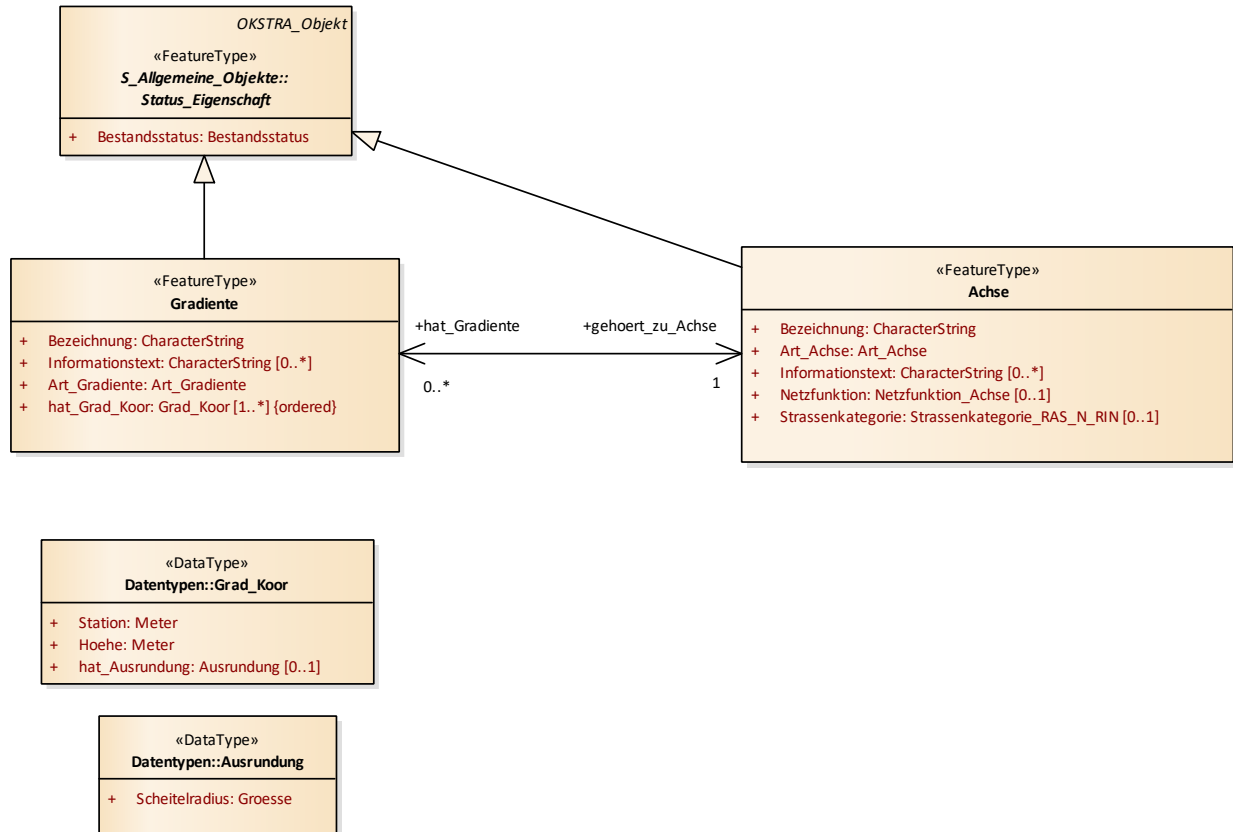 OKSTRA_Objekt
«FeatureType»
S_Allgemeine_Objekte::
Status_Eigenschaft
+ Bestandsstatus: Bestandsstatus
«FeatureType»
Gradiente
+ Bezeichnung: CharacterString
+ Informationstext: CharacterString [0..*]
+ Art_Gradiente: Art_Gradiente
+ hat_Grad_Koor: Grad_Koor [1..*] {ordered}
+hat_Gradiente +gehoert_zu_Achse
0..* 1
«FeatureType»
Achse
+ Bezeichnung: CharacterString
+ Art_Achse: Art_Achse
+ Informationstext: CharacterString [0..*]
+ Netzfunktion: Netzfunktion_Achse [0..1]
+ Strassenkategorie: Strassenkategorie_RAS_N_RIN [0..1]
«DataType»
Datentypen::Grad_Koor
+ Station: Meter
+ Hoehe: Meter
+ hat_Ausrundung: Ausrundung [0..1]
«DataType»
Datentypen::Ausrundung
+ Scheitelradius: Groesse